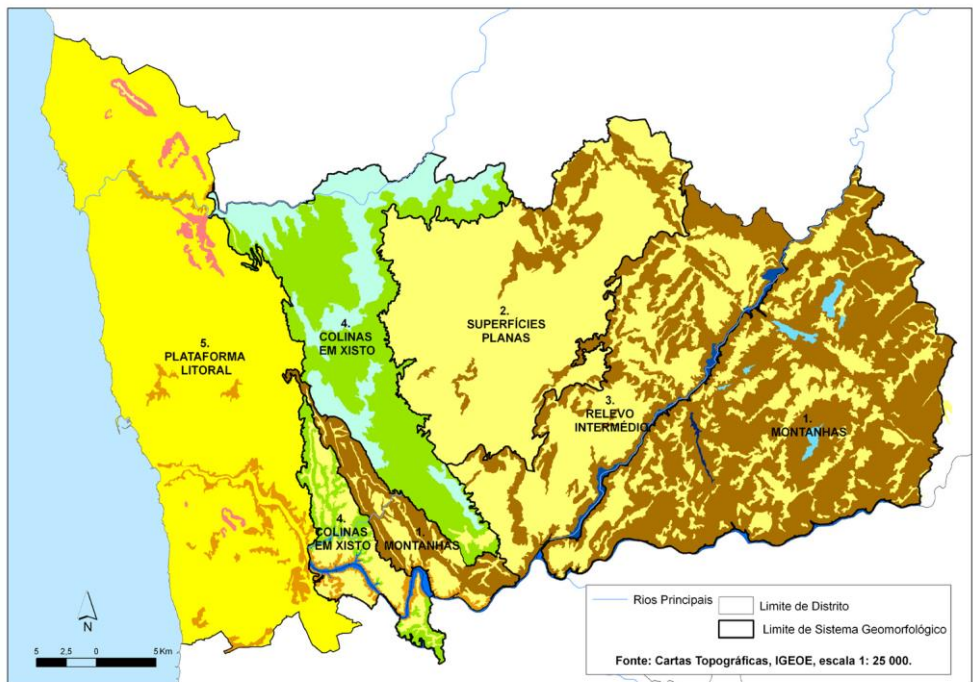 2.
SUPERFÍCIES
PLANAS
4.
COLINAS
EM XISTO
5.
PLATAFORMA
LITORAL
3.
RELEVO
INTERMÉDIO
1.
MONTANHAS
4.
COLINAS
EM XISTO
1.
MONTANHAS
N
5 2,5 0 5 Km
Rios Principais
Limite de Distrito
Limite de Sistema Geomorfológico
Fonte: Cartas Topográficas, IGEOE, escala 1: 25 000.